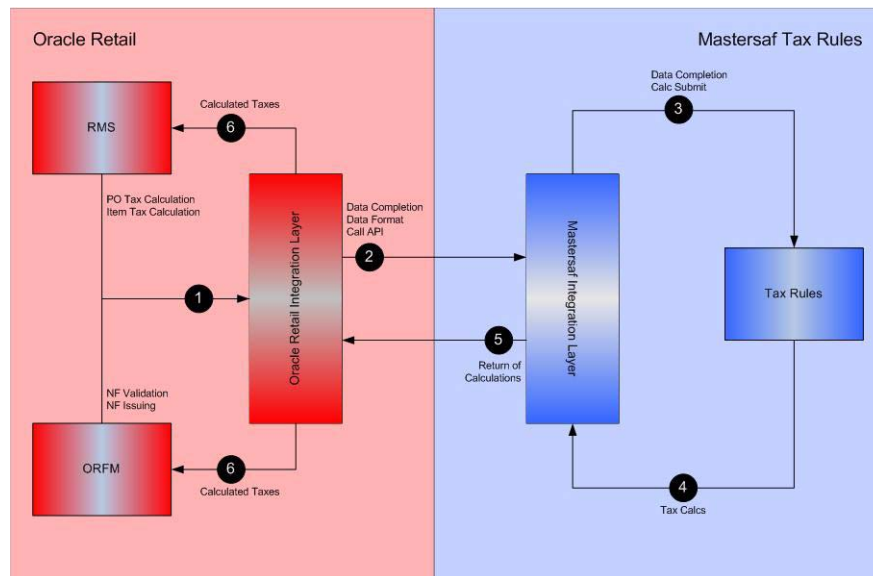 Oracle Retail
Mastersaf Tax Rules
RMS
Calculated Taxes
6
Data Completion
Calc Submit
3
PO Tax Calculation
Item Tax Calculation
Oracle Retail Integration Layer
Data Completion
Data Format
Call API
2
Mastersaf Integration Layer
Tax Rules
1
5
Return of
Calculations
NF Validation
NF Issuing
ORFM
6
Calculated Taxes
4
Tax Calcs